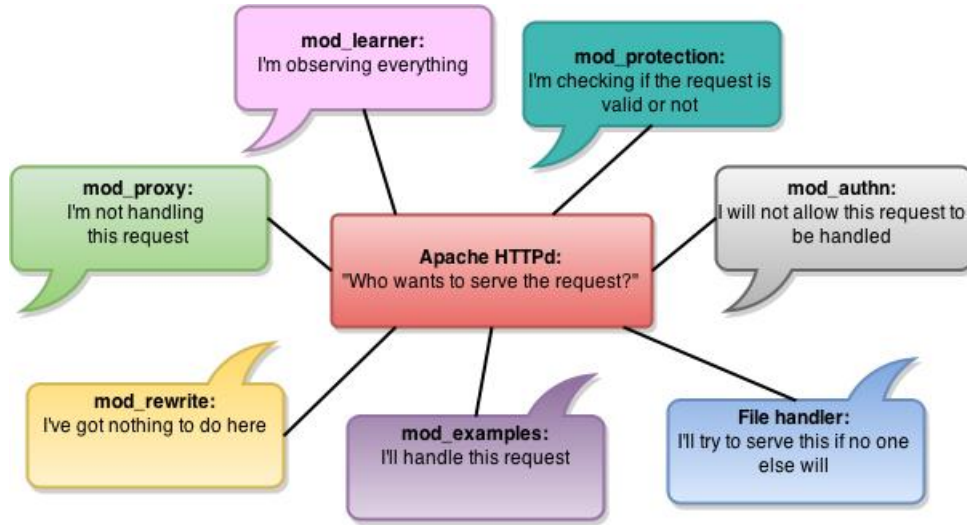 mod_learner:
I'm observing everything
mod_protection:
I'm checking if the request is
valid or not
mod_proxy:
I'm not handling
this request
mod_authn:
I will not allow this request to
be handled
Apache HTTPd:
"Who wants to serve the request?"
mod_rewrite:
I've got nothing to do here
mod_examples:
I'll handle this request
File handler:
I'll try to serve this if no one
else will